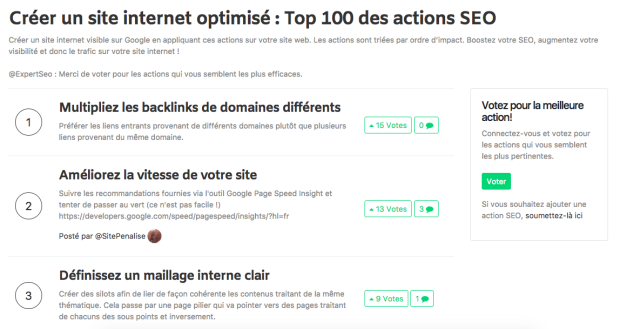 Créer un site internet optimisé : Top 100 des actions SEO
Créer un site internet visible sur Google en appliquant ces actions sur votre site web. Les actions sont triées par ordre d'impact. Boostez votre SEO, augmentez votre
visibilité et donc le trafic sur votre site internet !
@ExpertSeo : Merci de voter pour les actions qui vous semblent les plus efficaces.
1
Multipliez les backlinks de domaines différents
Préférer les liens entrants provenant de différents domaines plutôt que plusieurs
liens provenant du même domaine.
15 Votes
0
2
Améliorez la vitesse de votre site
Suivre les recommandations fournies via l'outil Google Page Speed Insight et
tenter de passer au vert (ce n'est pas facile !)
https://developers.google.com/speed/pagespeed/insights/?hl=fr
Posté par @SitePenalise
13 Votes
3
3
Définissez un maillage interne clair
Créer des silots afin de lier de façon cohérente les contenus traitant de la même
thématique. Cela passe par une page pilier qui va pointer vers des pages traitant
de chacuns des sous points et inversement.
9 Votes
1
Votez pour la meilleure
action!
Connectez-vous et votez pour
les actions qui vous semblent
les plus pertinentes.
Voter
Si vous souhaitez ajouter une
action SEO, soumettez-là ici